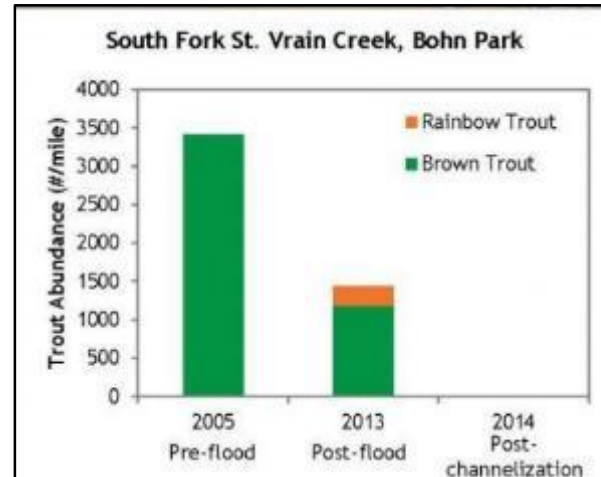 South Fork St. Vrain Creek, Bohn Park
4000
3500
3000
2500
2000
1500
1000
500
0
Trout Abundance (#/mile)
Rainbow Trout
Brown Trout
2005
Pre-flood
2013
Post-flood
2014
Post-
channelization